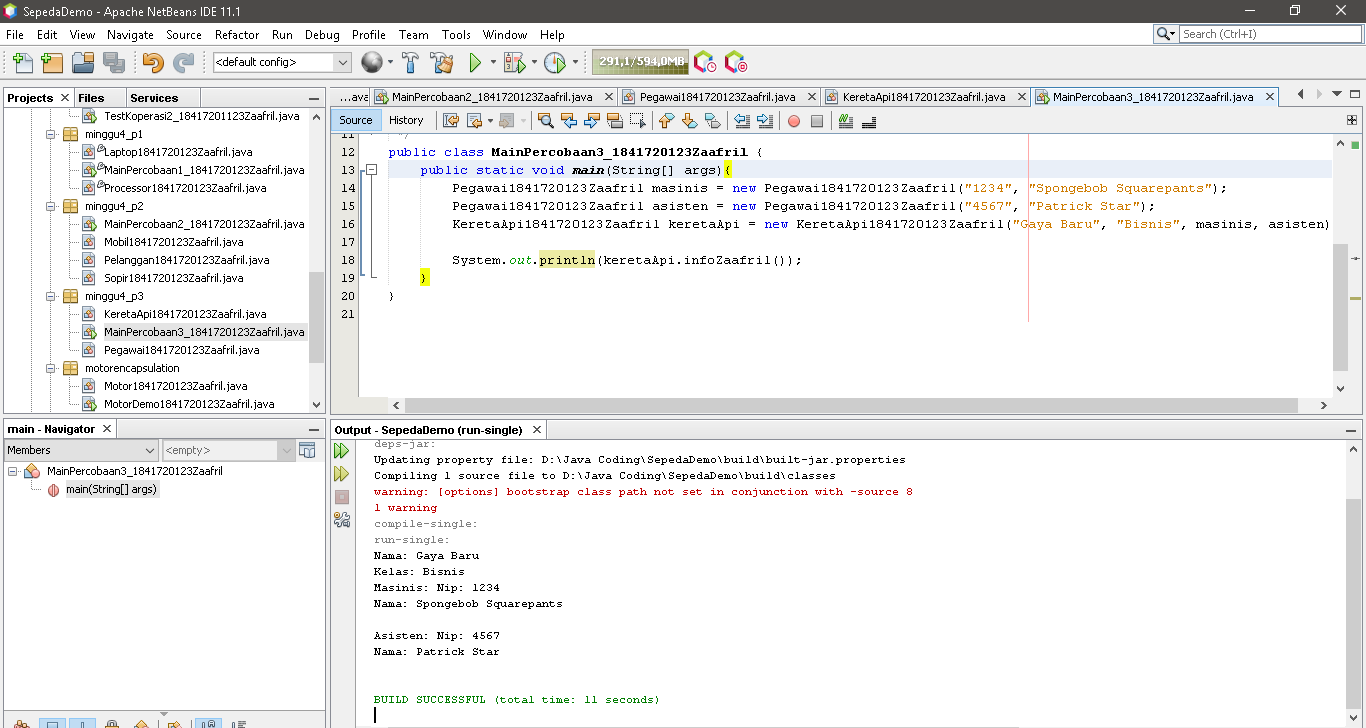 SepedaDemo - Apache NetBeans IDE 11.1
File Edit View Navigate Source Refactor Run Debug Profile Team Tools Window Help
Search (Ctrl+I)
<default config>
291,1/594,0MB
Projects Files Services
TestKoperasi2_1841720121Zaafril.java
minggu4_p1
Laptop1841720123Zaafril.java
MainPercobaan1_1841720123Zaafril.java
Processor1841720123Zaafril.java
minggu4_p2
MainPercobaan2_1841720123Zaafril.java
Mobil1841720123Zaafril.java
Pelanggan1841720123Zaafril.java
Sopir1841720123Zaafril.java
minggu4_p3
KeretaApi1841720123Zaafril.java
MainPercobaan3_1841720123Zaafril.java
Pegawai1841720123Zaafril.java
motorencapsulation
Motor1841720123Zaafril.java
MotorDemo1841720123Zaafril.java
...ava MainPercobaan2_1841720123Zaafril.java Pegawai1841720123Zaafril.java KeretaApi1841720123Zaafril.java MainPercobaan3_1841720123Zaafril.java
Source History
11 */
12 public class MainPercobaan3_1841720123Zaafril {
13 public static void main(String[] args){
14 Pegawai1841720123Zaafril masinis = new Pegawai1841720123Zaafril("1234", "Spongebob Squarepants");
15 Pegawai1841720123Zaafril asisten = new Pegawai1841720123Zaafril("4567", "Patrick Star");
16 KeretaApi1841720123Zaafril keretaApi = new KeretaApi1841720123Zaafril("Gaya Baru", "Bisnis", masinis, asisten)
17
18 System.out.println(keretaApi.infoZaafril());
19 }
20 }
21
main - Navigator
Members <empty>
MainPercobaan3_1841720123Zaafril
main(String[] args)
Output - SepedaDemo (run-single)
deps-jar:
Updating property file: D:\Java Coding\SepedaDemo\build\built-jar.properties
Compiling 1 source file to D:\Java Coding\SepedaDemo\build\classes
warning: [options] bootstrap class path not set in conjunction with -source 8
1 warning
compile-single:
run-single:
Nama: Gaya Baru
Kelas: Bisnis
Masinis: Nip: 1234
Nama: Spongebob Squarepants
Asisten: Nip: 4567
Nama: Patrick Star
BUILD SUCCESSFUL (total time: 11 seconds)